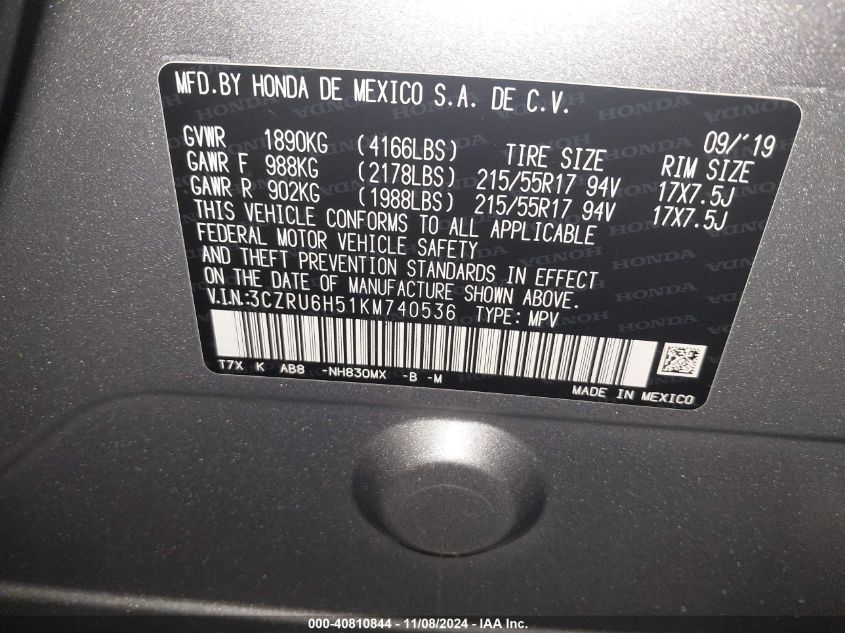 MFD.BY HONDA DE MEXICO S.A. DE C.V.
09/'19
GVWR 1890KG (4166LBS) TIRE SIZE RIM SIZE
GAWR F 988KG (2178LBS) 215/55R17 94V 17X7.5J
GAWR R 902KG (1988LBS) 215/55R17 94V 17X7.5J
THIS VEHICLE CONFORMS TO ALL APPLICABLE
FEDERAL MOTOR VEHICLE SAFETY
AND THEFT PREVENTION STANDARDS IN EFFECT
ON THE DATE OF MANUFACTURE SHOWN ABOVE.
V.I.N.:3CZRU6H51KM740536 TYPE: MPV
T7X K AB8 -NH830MX -B -M
MADE IN MEXICO
000-40810844 - 11/08/2024 - IAA Inc.